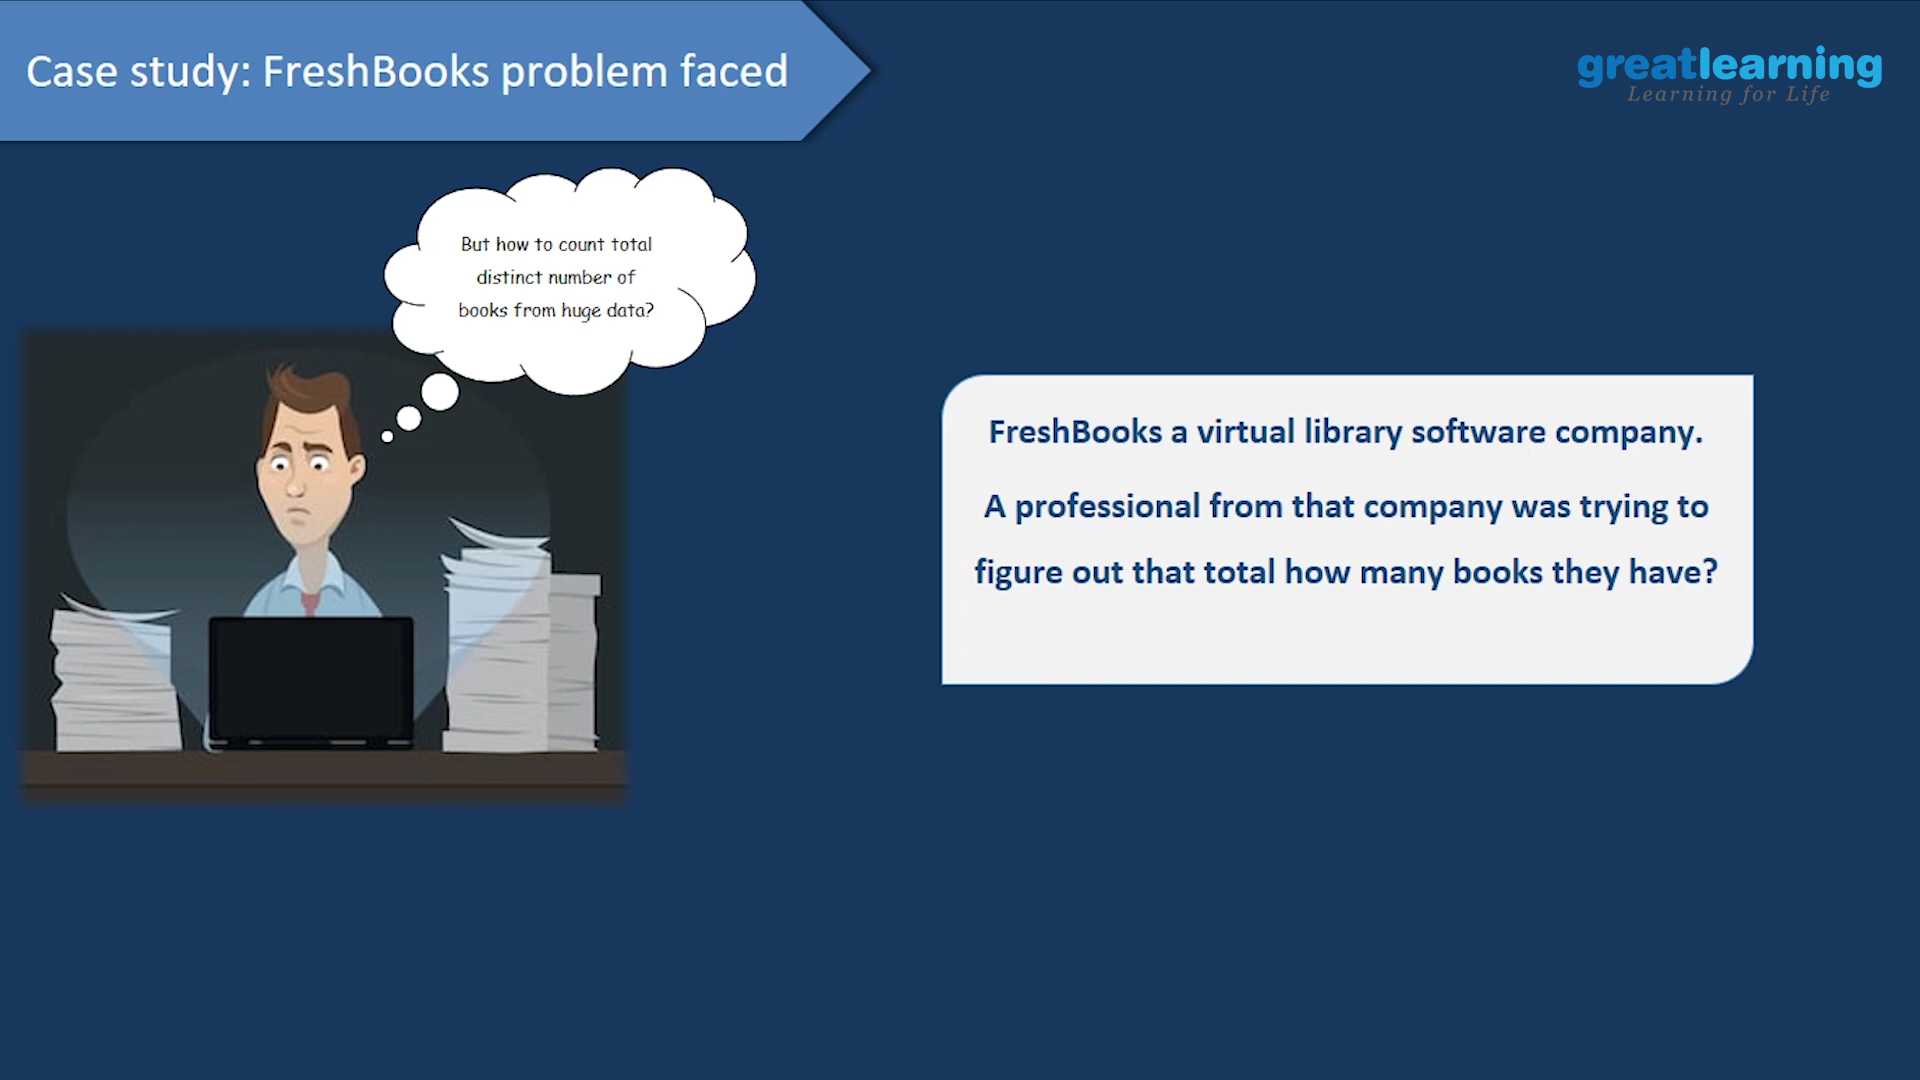 Case study: FreshBooks problem faced
greatlearning
Learning for Life
But how to count total
distinct number of
books from huge data?
FreshBooks a virtual library software company.
A professional from that company was trying to
figure out that total how many books they have?